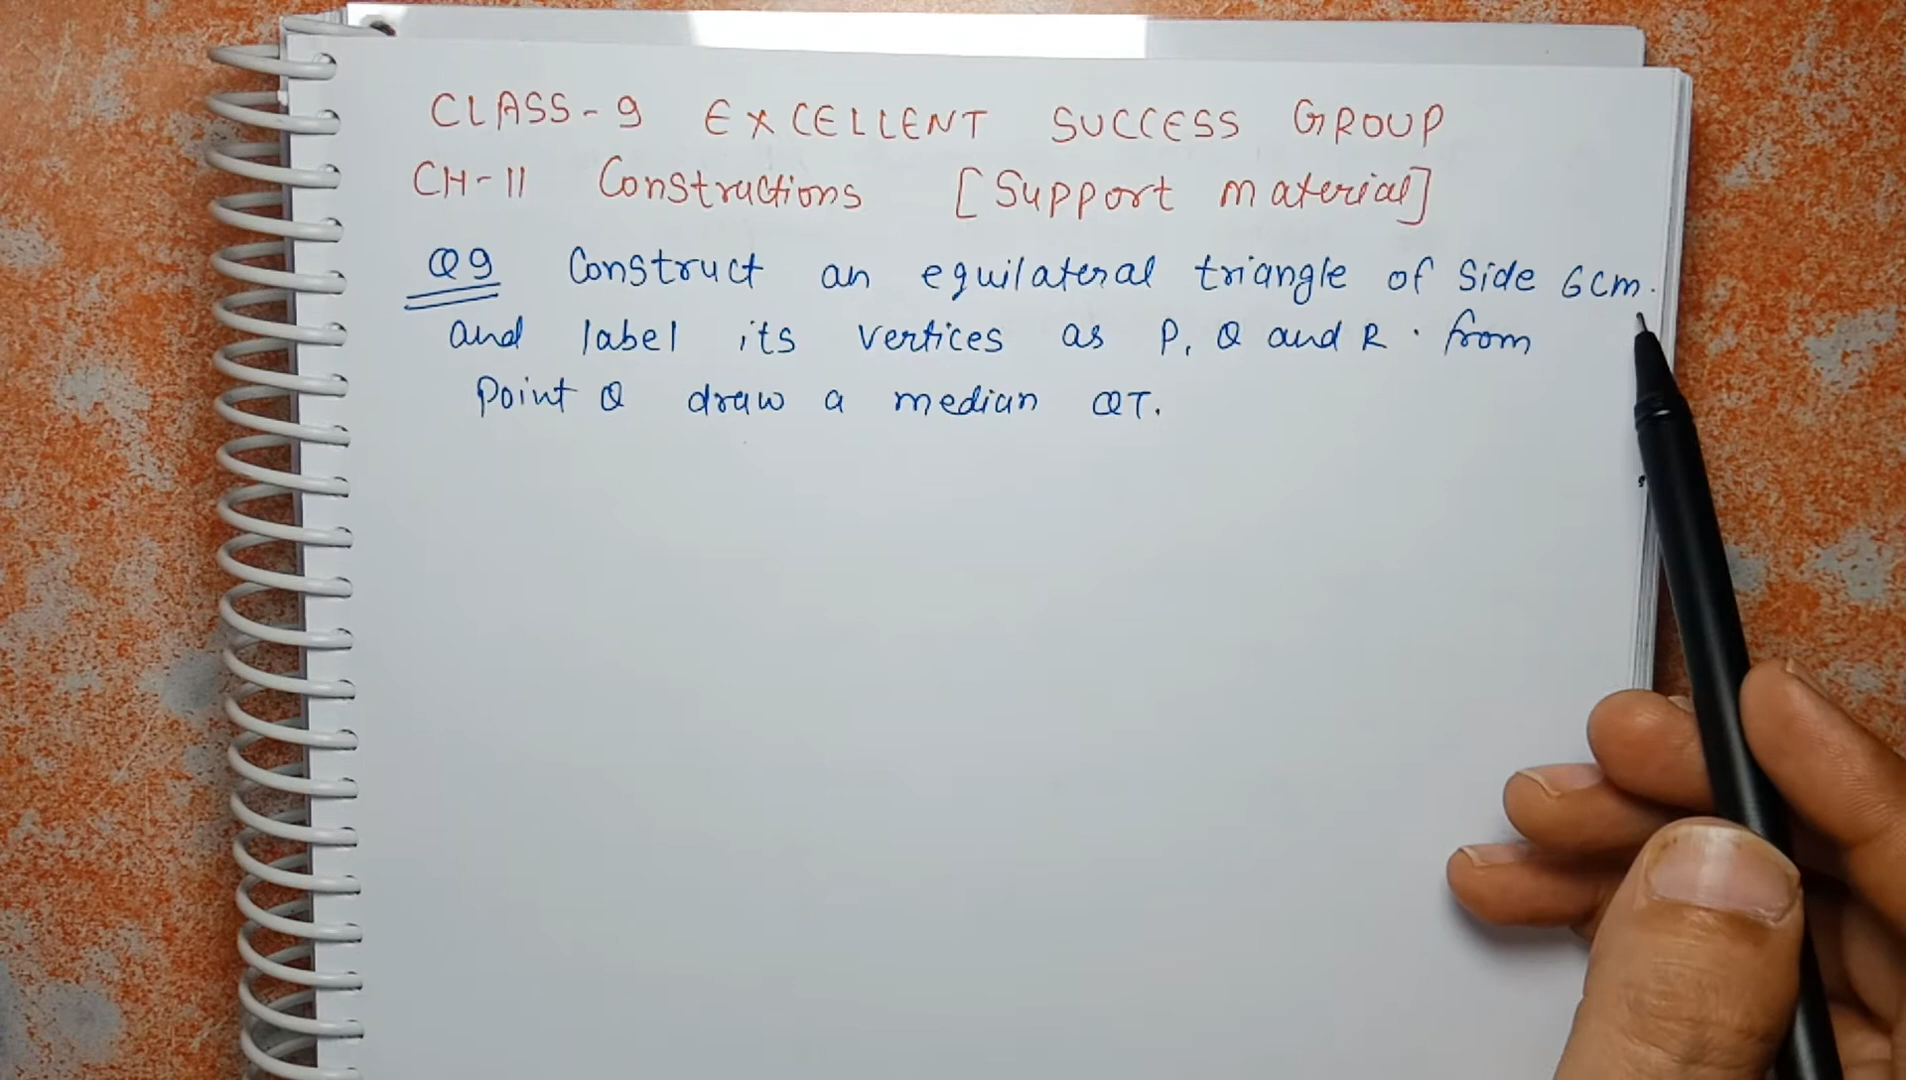 CLASS-9 EXCELLENT SUCCESS GROUP
CH-11 Constructions [Support material]
Q9 Construct an equilateral triangle of side 6cm.
and label its vertices as P, Q and R. from
Point Q draw a median QT.